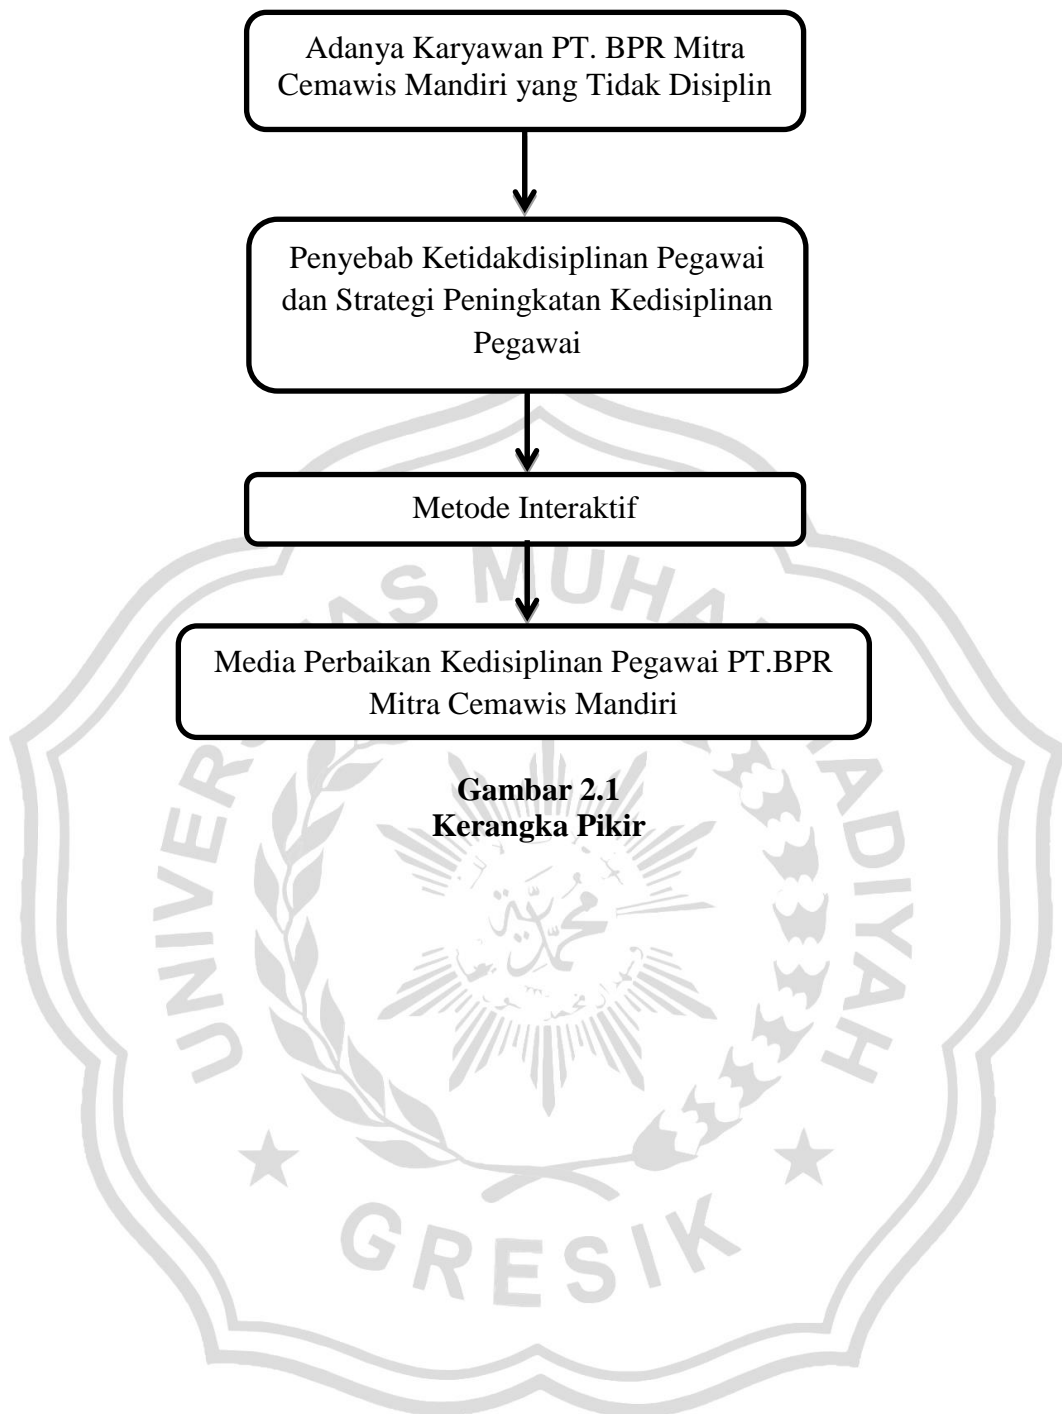 Adanya Karyawan PT. BPR Mitra
Cemawis Mandiri yang Tidak Disiplin
Penyebab Ketidakdisiplinan Pegawai
dan Strategi Peningkatan Kedisiplinan
Pegawai
Metode Interaktif
Media Perbaikan Kedisiplinan Pegawai PT.BPR
Mitra Cemawis Mandiri
Gambar 2.1
Kerangka Pikir
GRESIK